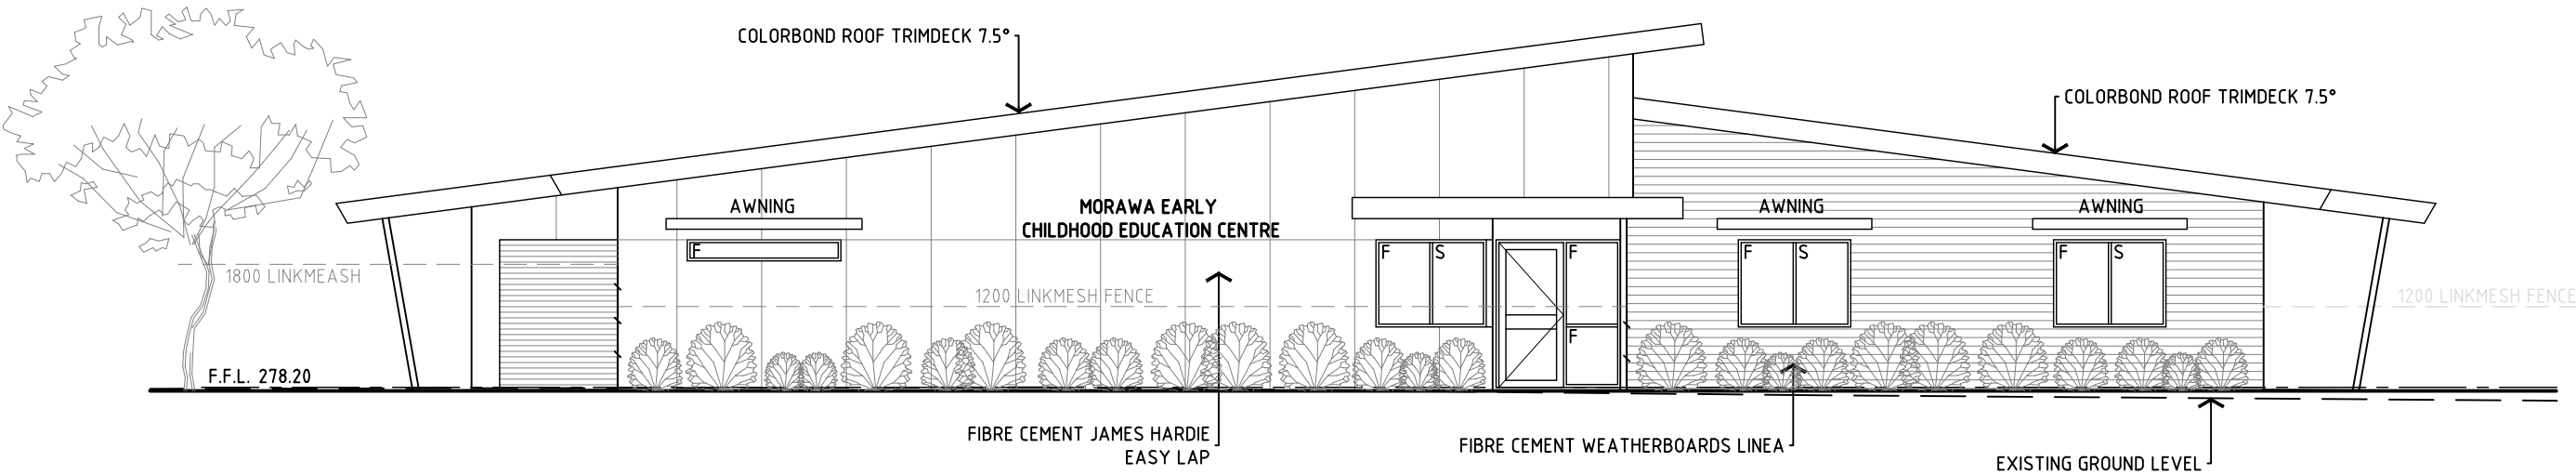 COLORBOND ROOF TRIMDECK 7.5°
COLORBOND ROOF TRIMDECK 7.5°
AWNING
MORAWA EARLY
CHILDHOOD EDUCATION CENTRE
AWNING
AWNING
F
F
S
F
F
S
F
S
1800 LINKMEASH
1200 LINKMESH FENCE
1200 LINKMESH FENCE
F
F.F.L. 278.20
FIBRE CEMENT JAMES HARDIE
EASY LAP
FIBRE CEMENT WEATHERBOARDS LINEA
EXISTING GROUND LEVEL